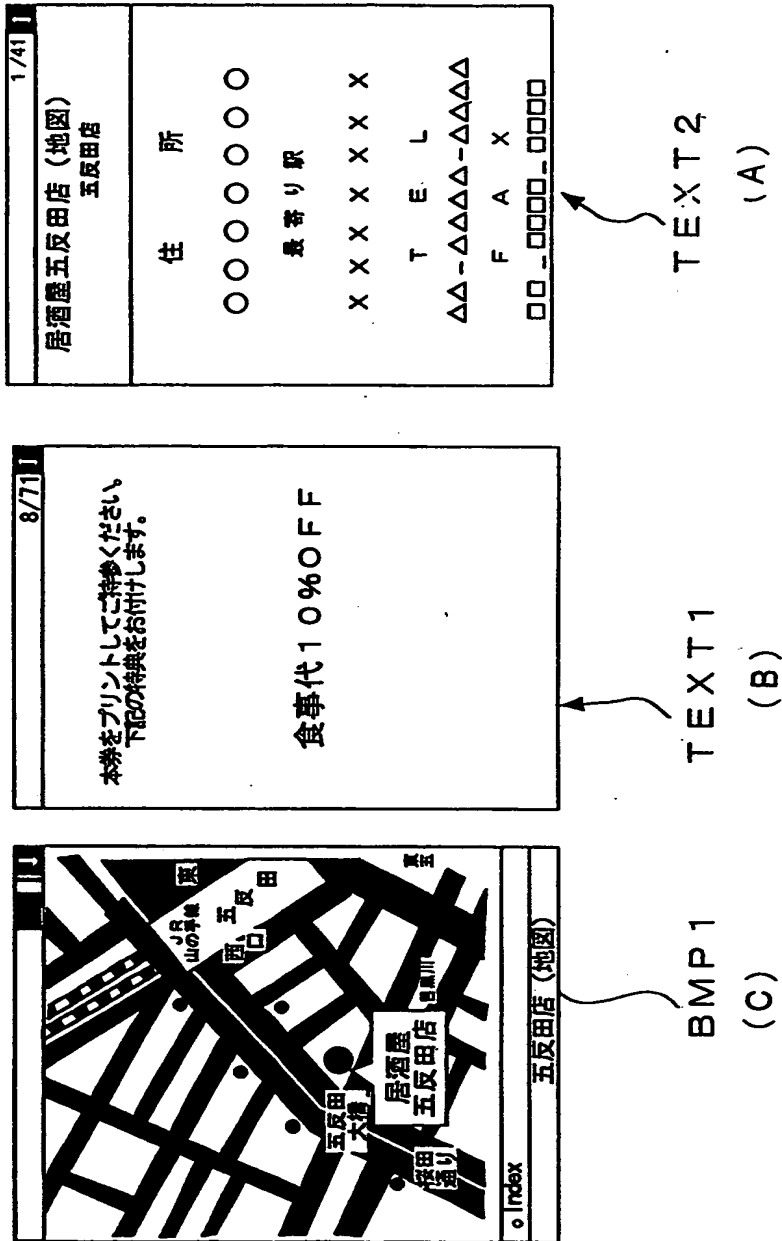 1/41
居酒屋五反田店（地図）
五反田店
住所
○○○○○○○
最寄り駅
×××××××
TEL
△△-△△△△-△△△△
FAX
□□_□□□□_□□□□
TEXT2
(A)
8/71
本券をプリントしてご持参ください。
下記の特典をお付けします。
食事代10%OFF
TEXT1
(B)
東
JR
山の手線
五反田
西口
東
五
目黒川
居酒屋
五反田店
五反田
大橋
桜田
通り
Index
五反田店（地図）
BMP1
(C)